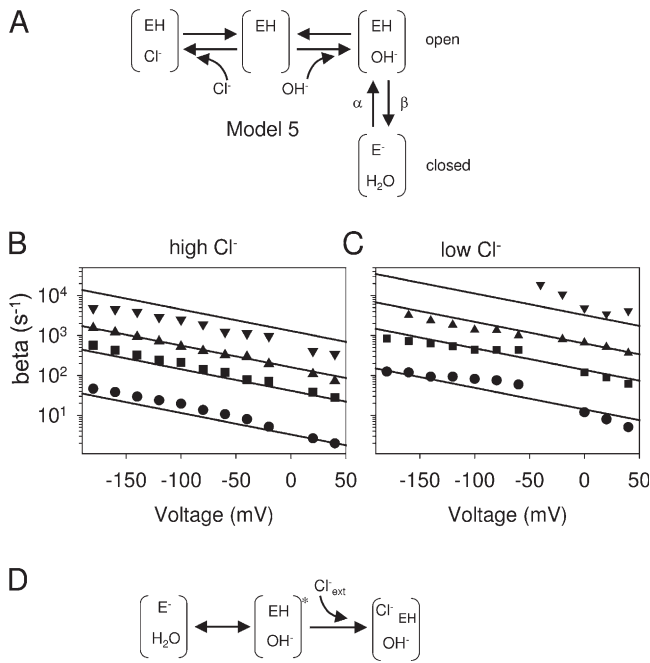 A
EH EH EH
Cl- OH- open
Cl- OH-
α β
Model 5
E-
H2O closed
B high Cl- C low Cl-
beta (s-1)
10^4
10^3
10^2
10^1
-150 -100 -50 0 50 -150 -100 -50 0 50
Voltage (mV) Voltage (mV)
D
Cl-ext
E- EH * Cl- EH
H2O OH- OH-